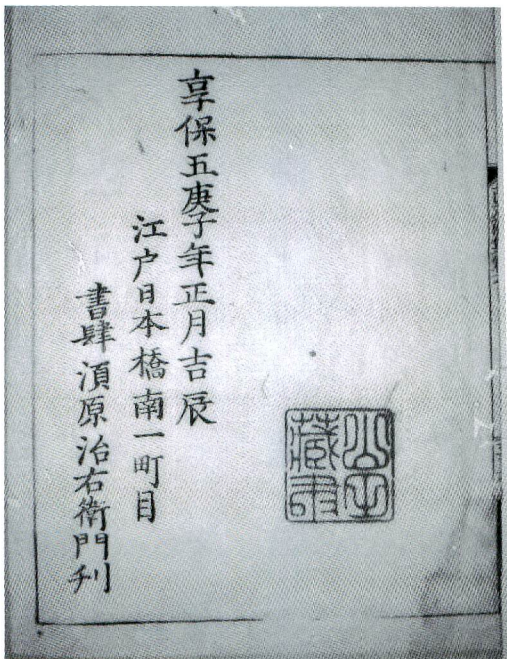 享保五庚子年正月吉辰
江戸日本橋南一町目
書肆須原治右衛門刊